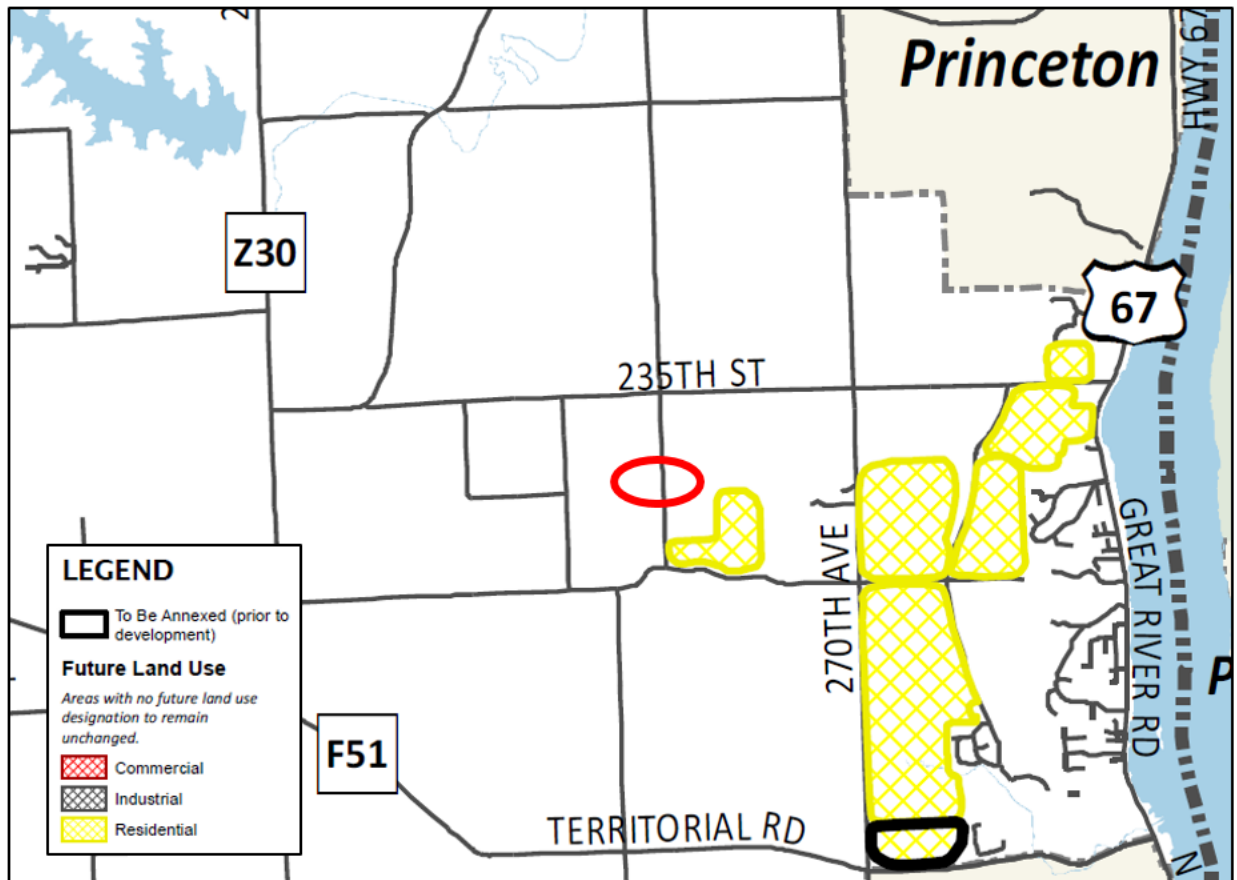 Princeton
HWY 67
Z30
67
235TH ST
GREAT RIVER RD
270TH AVE
LEGEND
To Be Annexed (prior to
development)
Future Land Use
Areas with no future land use
designation to remain
unchanged.
Commercial
Industrial
Residential
F51
TERRITORIAL RD
P
N
2